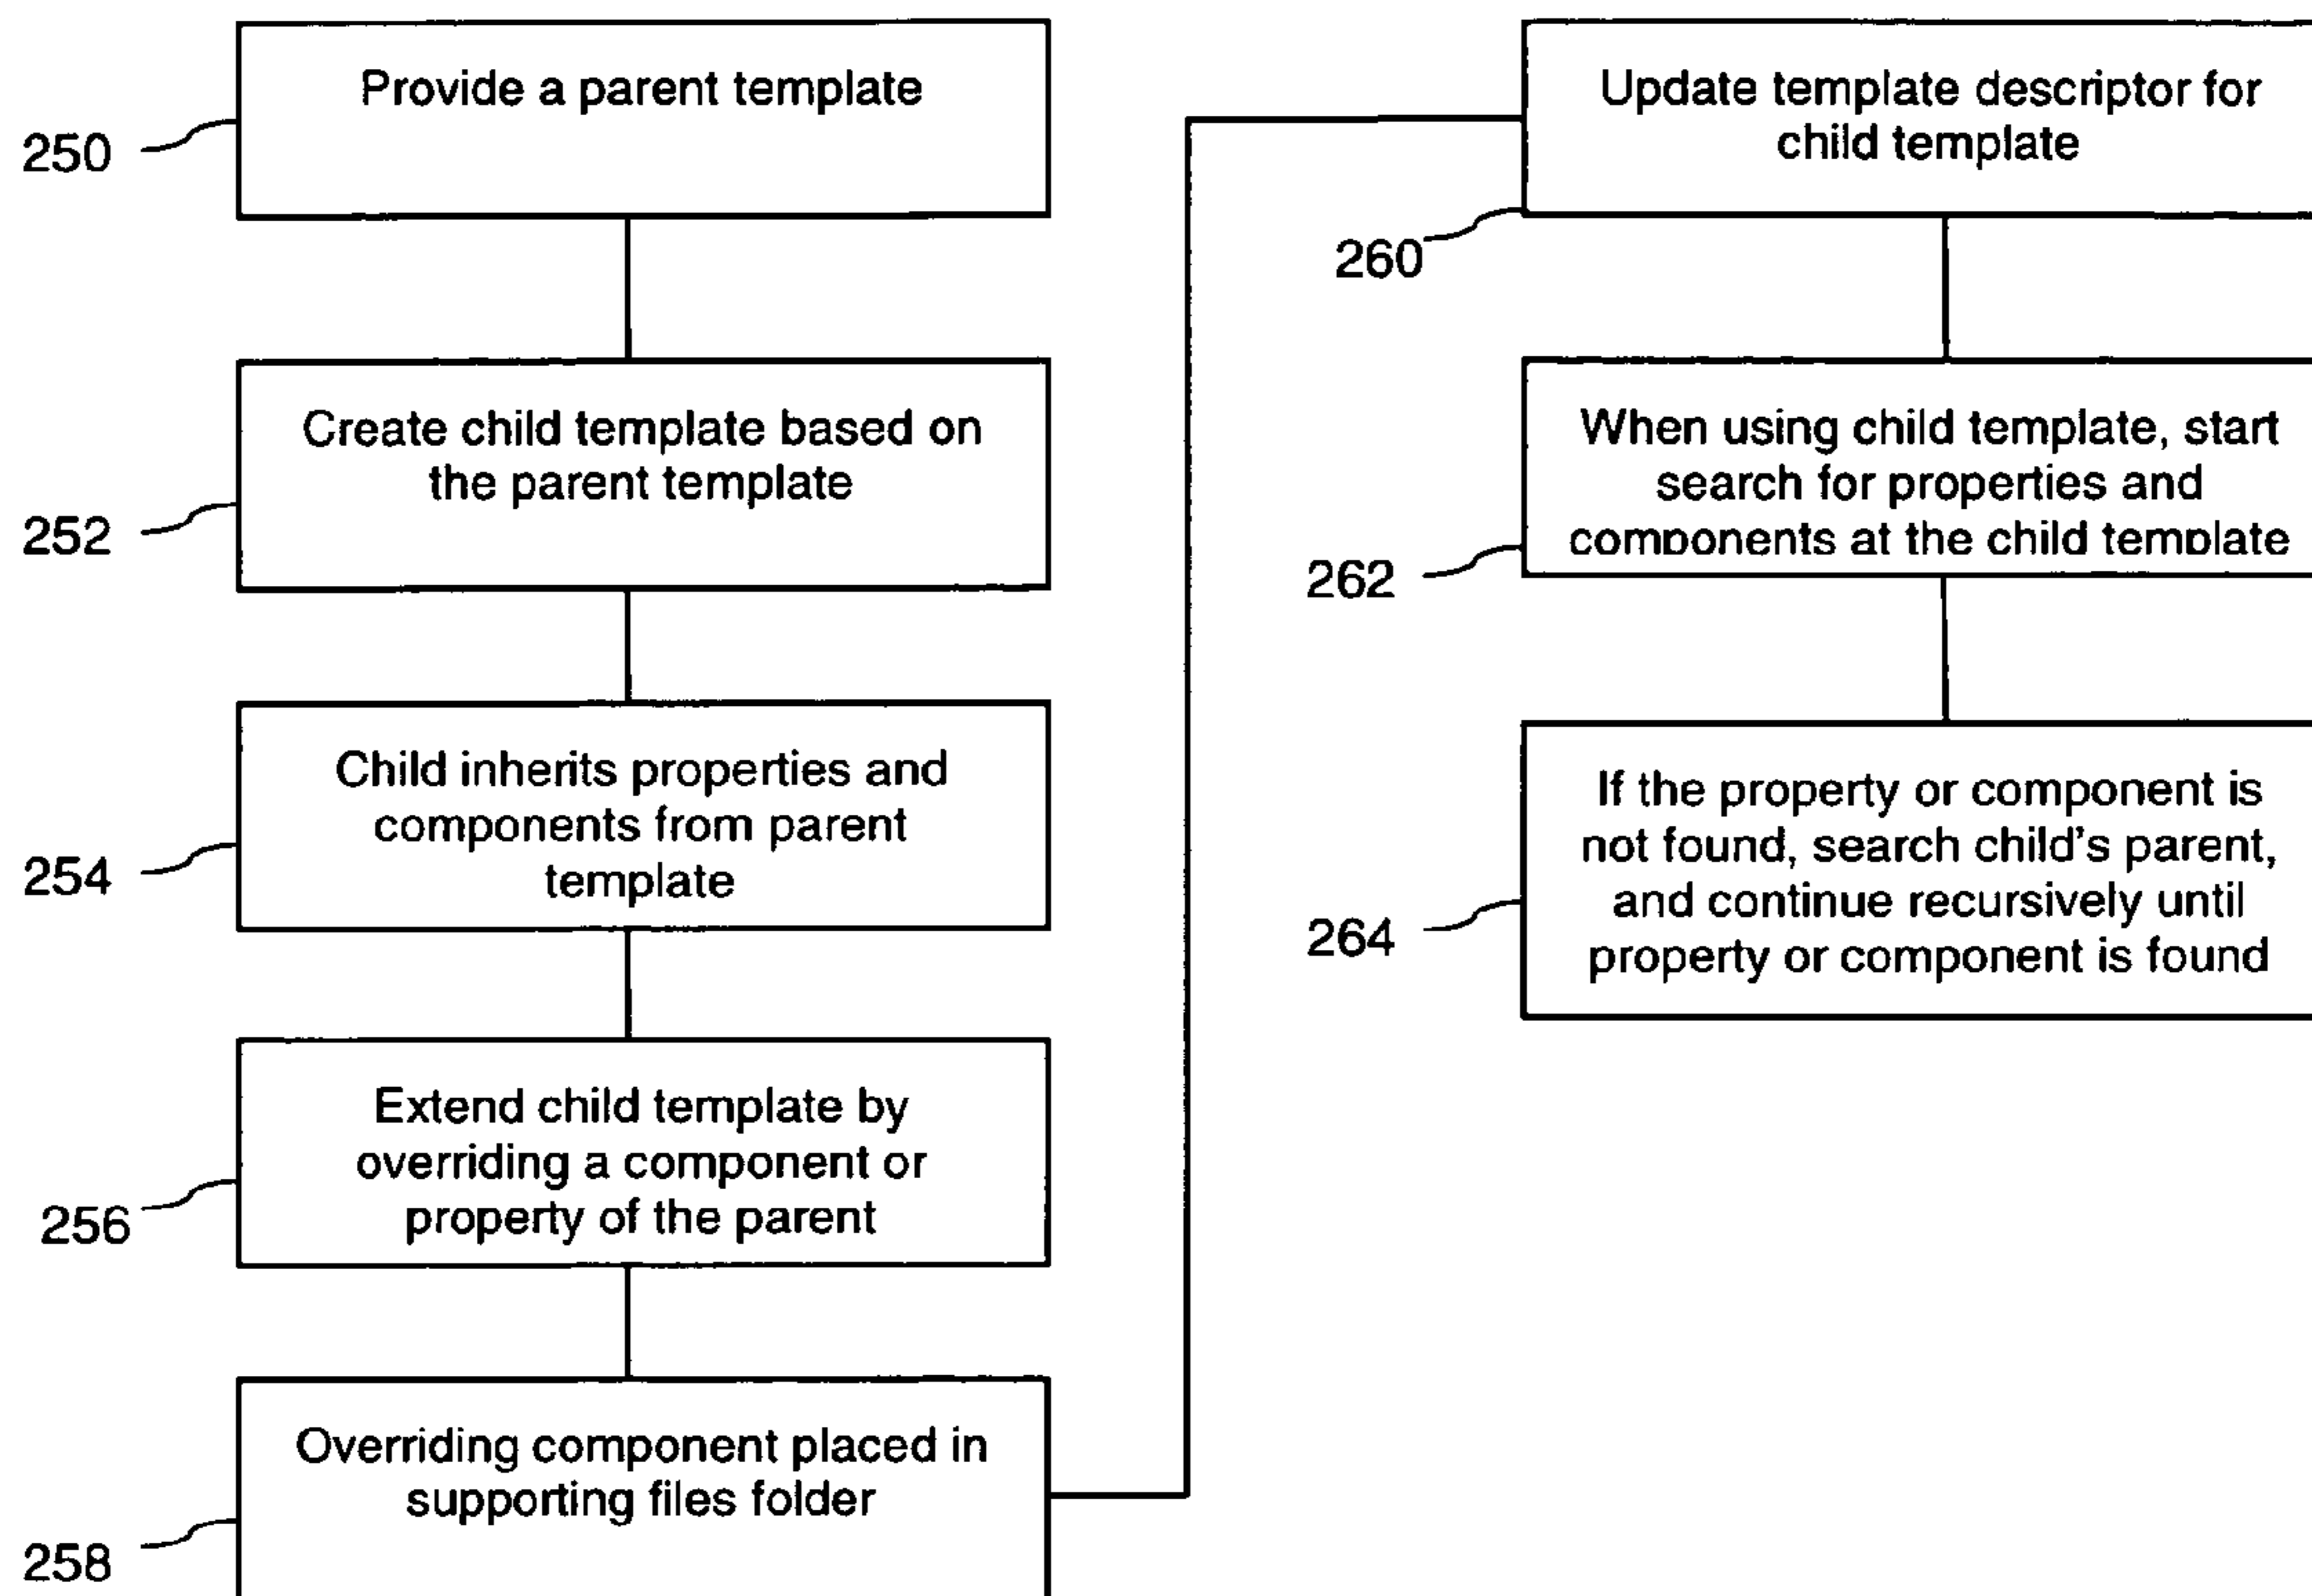 Provide a parent template
250
Create child template based on
the parent template
252
Child inherits properties and
components from parent
template
254
Extend child template by
overriding a component or
property of the parent
256
Overriding component placed in
supporting files folder
258
Update template descriptor for
child template
260
When using child template, start
search for properties and
components at the child template
262
If the property or component is
not found, search child's parent,
and continue recursively until
property or component is found
264